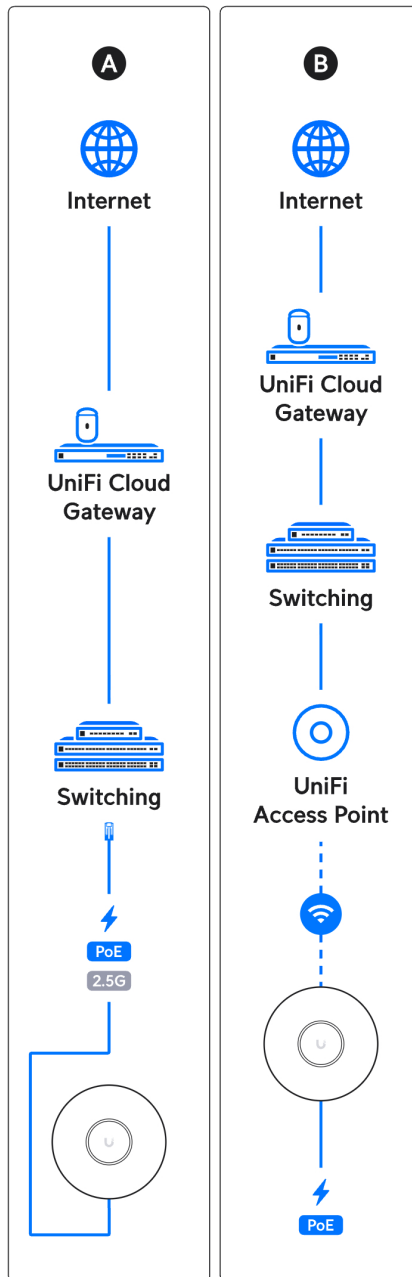 A
Internet
UniFi Cloud
Gateway
Switching
PoE
2.5G
B
Internet
UniFi Cloud
Gateway
Switching
UniFi
Access Point
PoE